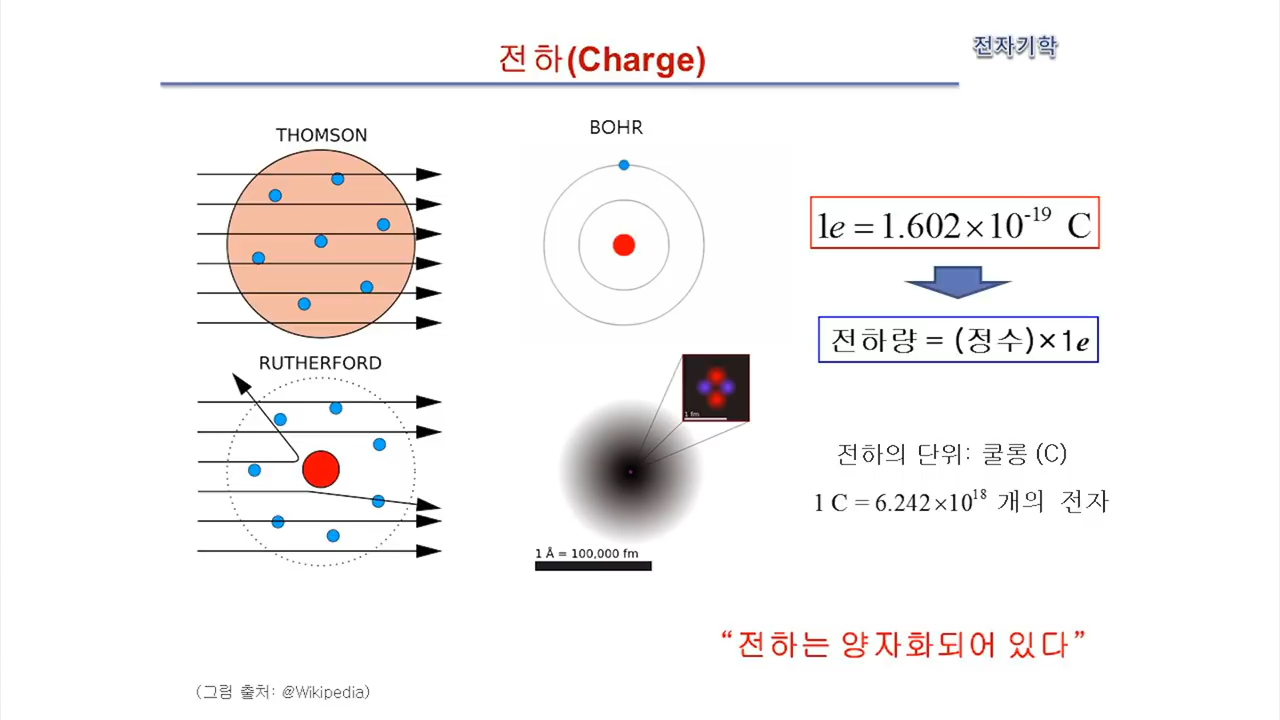 전하(Charge)
전자기학
THOMSON
BOHR
1e = 1.602×10⁻¹⁹ C
전하량 = (정수)×1e
RUTHERFORD
1 fm
전하의 단위: 쿨롱 (C)
1 C = 6.242×10¹⁸ 개의 전자
1 Å = 100,000 fm
“전하는 양자화되어 있다”
(그림 출처: @Wikipedia)